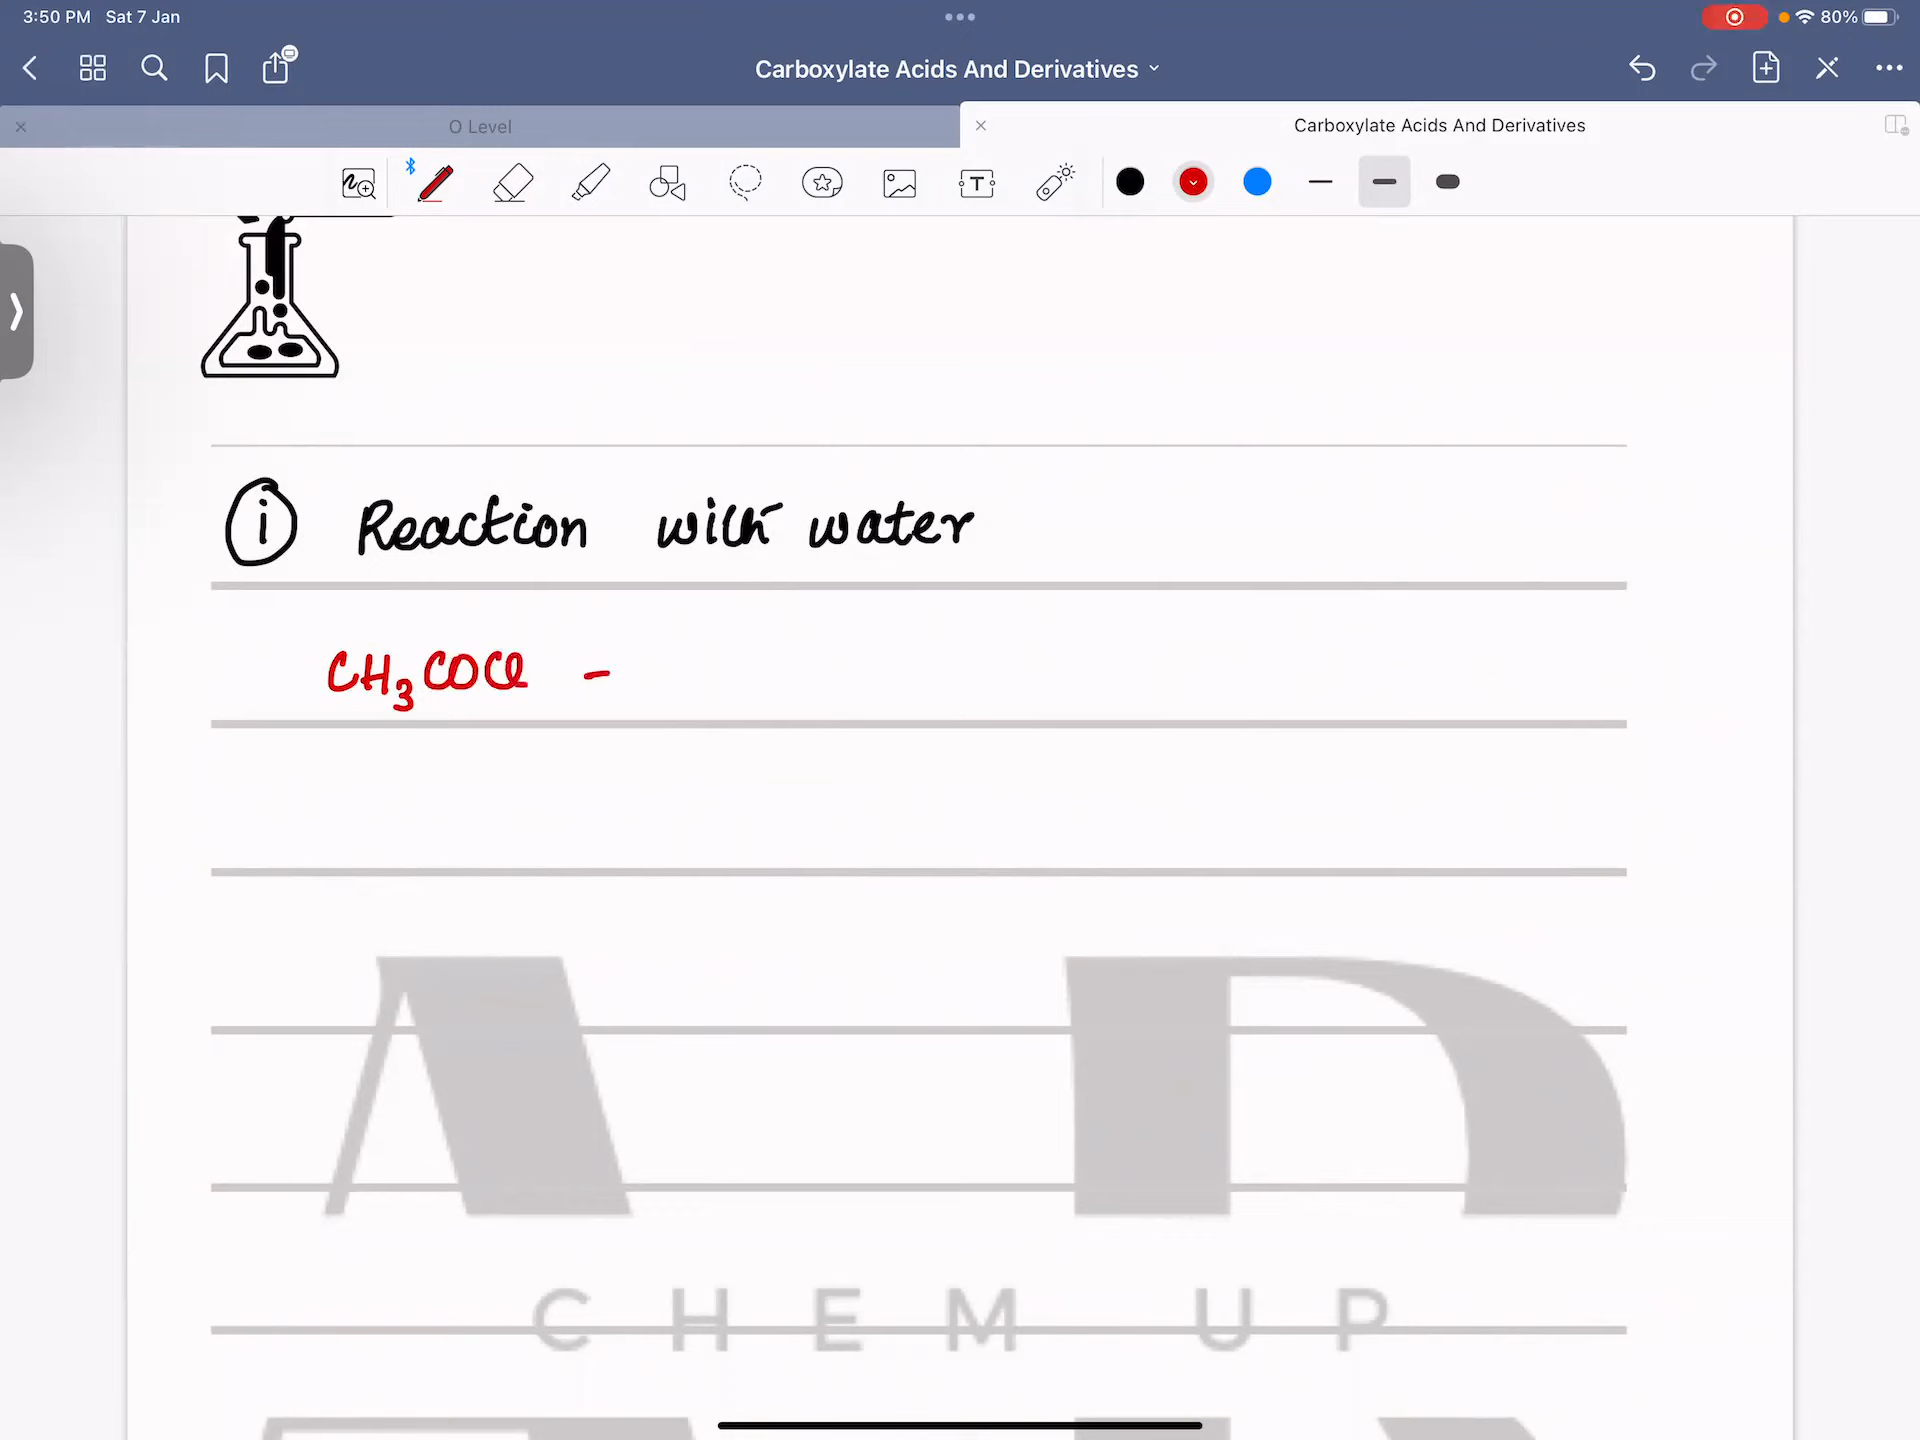 3:50 PM Sat 7 Jan
80%
Carboxylate Acids And Derivatives
O Level
Carboxylate Acids And Derivatives
T
i Reaction with water
CH₃COCl -
CHEM UP